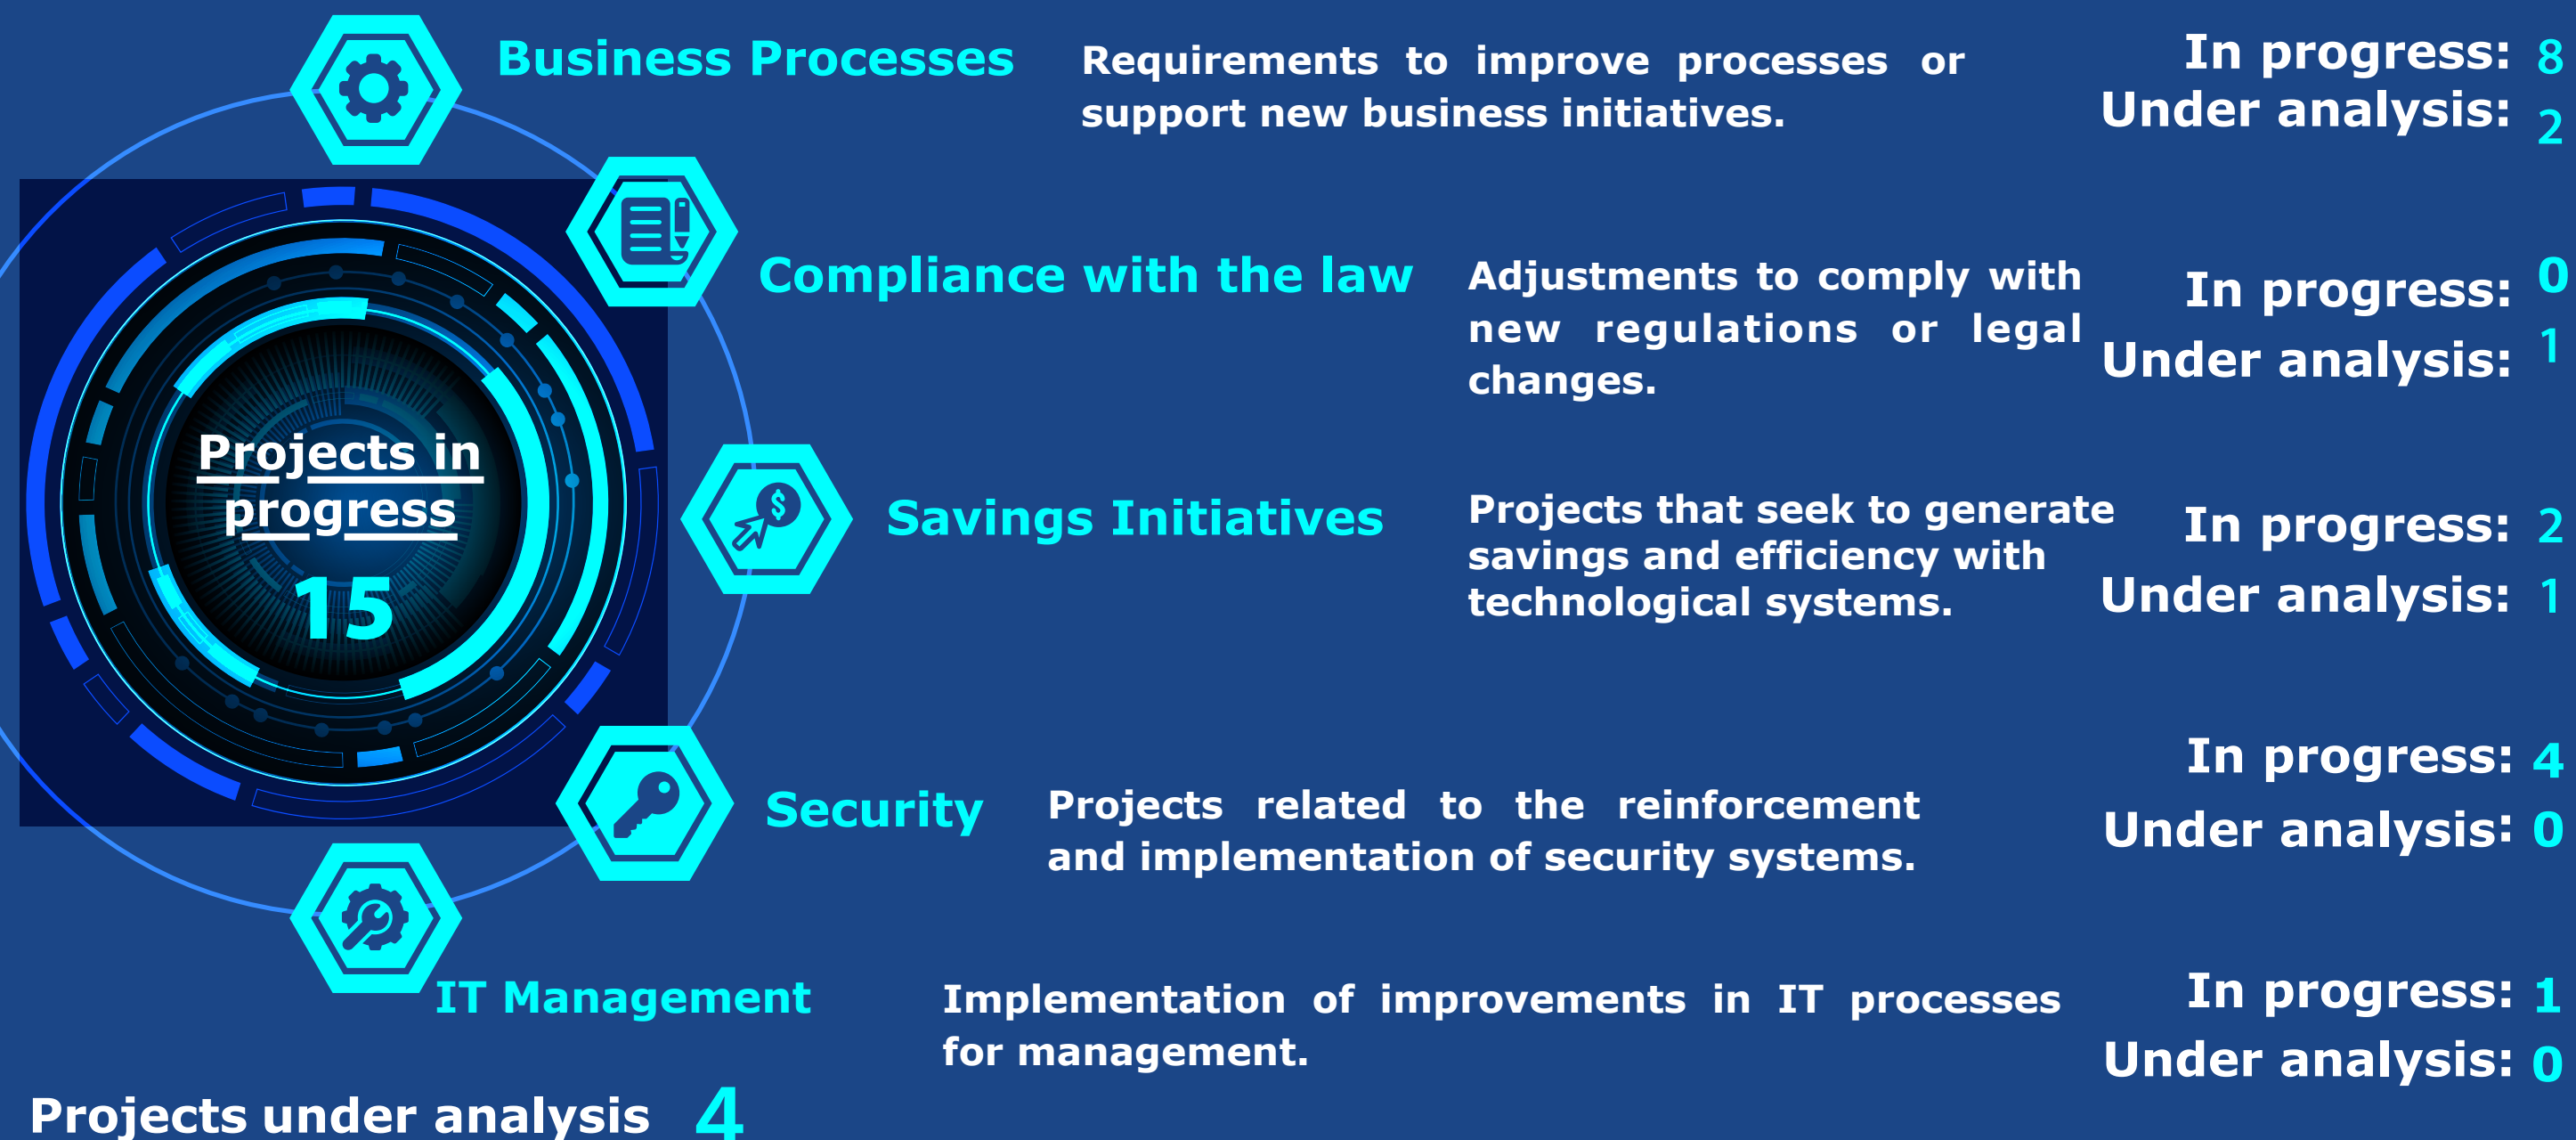 Business Processes
Requirements to improve processes or
support new business initiatives.
In progress: 8
Under analysis: 2
Compliance with the law
Adjustments to comply with
new regulations or legal
changes.
In progress: 0
Under analysis: 1
Projects in
progress
15
Savings Initiatives
Projects that seek to generate
savings and efficiency with
technological systems.
In progress: 2
Under analysis: 1
Security
Projects related to the reinforcement
and implementation of security systems.
In progress: 4
Under analysis: 0
IT Management
Implementation of improvements in IT processes
for management.
In progress: 1
Under analysis: 0
Projects under analysis 4